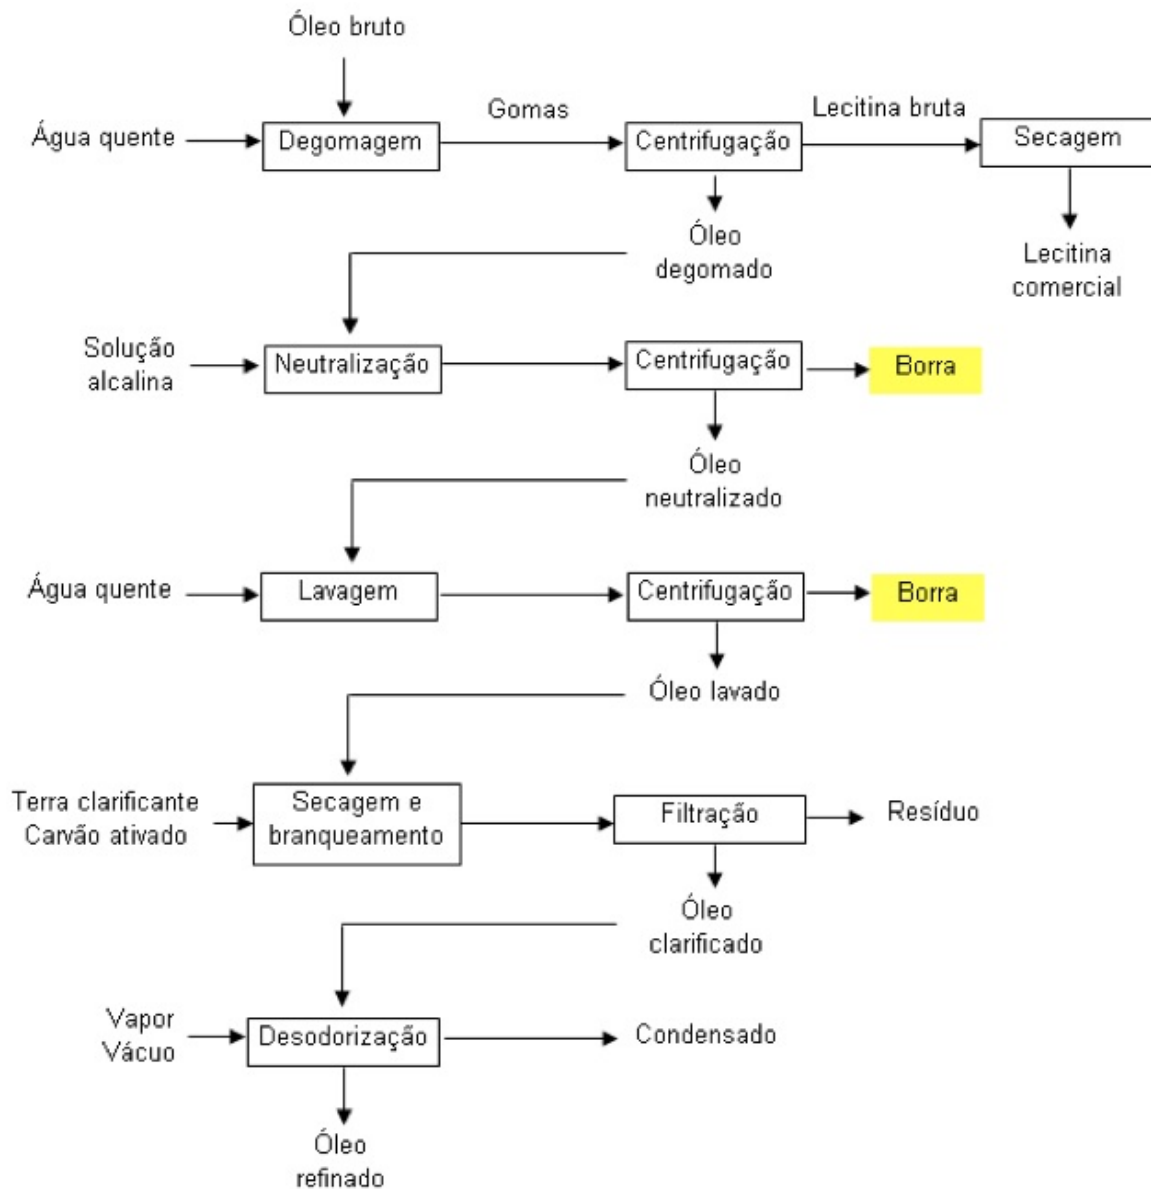 Óleo bruto
Água quente
Degomagem
Gomas
Centrifugação
Lecitina bruta
Secagem
Óleo
degomado
Lecitina
comercial
Solução
alcalina
Neutralização
Centrifugação
Borra
Óleo
neutralizado
Água quente
Lavagem
Centrifugação
Borra
Óleo lavado
Terra clarificante
Carvão ativado
Secagem e
branqueamento
Filtração
Resíduo
Óleo
clarificado
Vapor
Vácuo
Desodorização
Condensado
Óleo
refinado